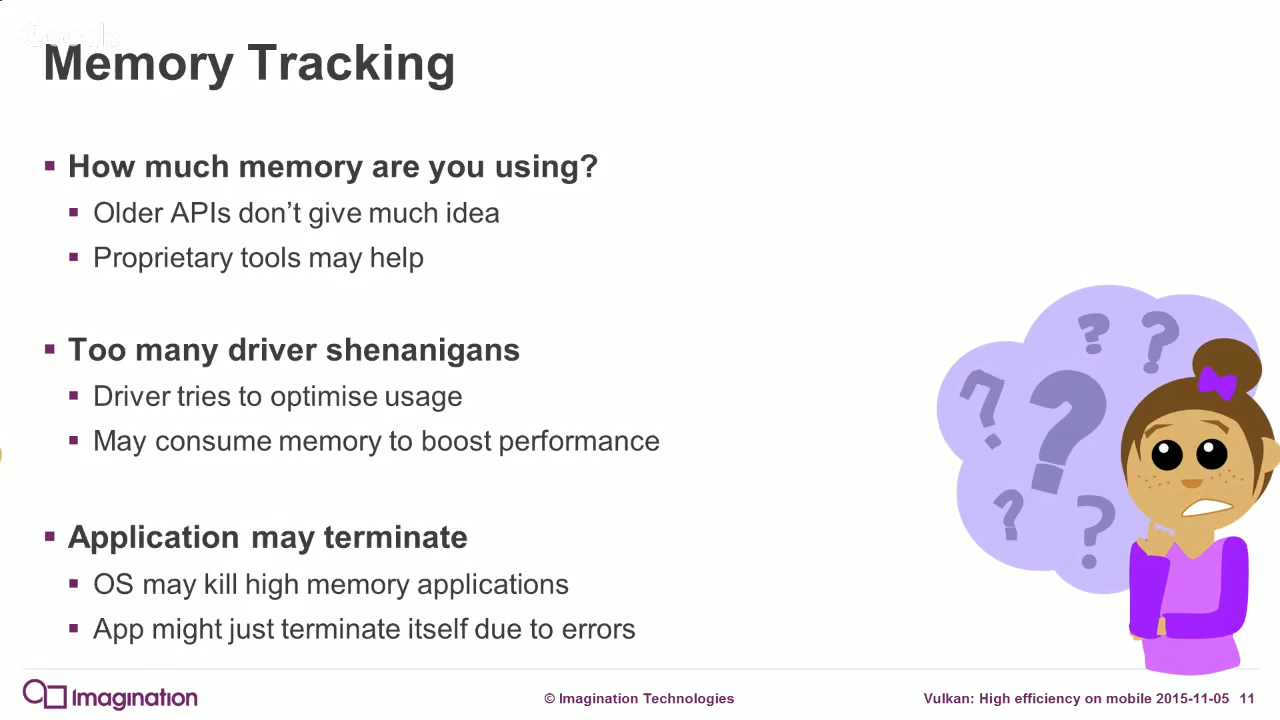 Memory Tracking
How much memory are you using?
Older APIs don't give much idea
Proprietary tools may help
Too many driver shenanigans
Driver tries to optimise usage
May consume memory to boost performance
Application may terminate
OS may kill high memory applications
App might just terminate itself due to errors
? ? ? ? ? ?
Imagination
© Imagination Technologies
Vulkan: High efficiency on mobile 2015-11-05 11